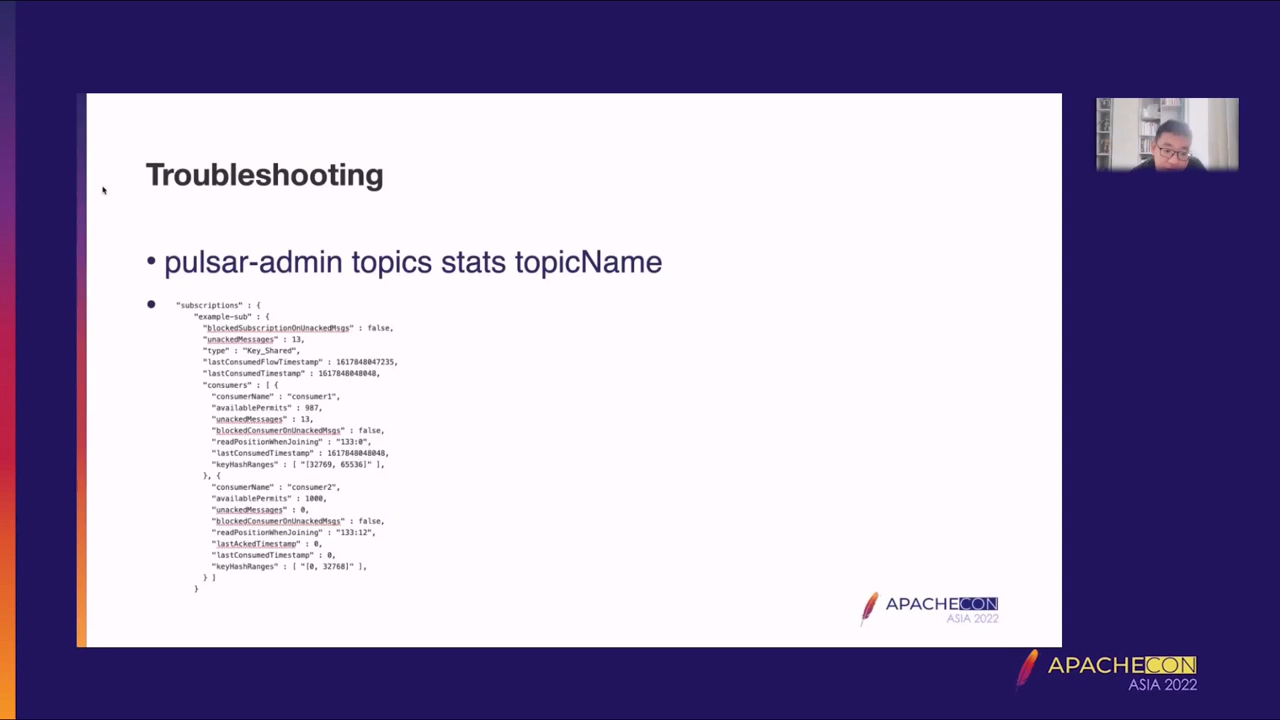 Troubleshooting
• pulsar-admin topics stats topicName
• "subscriptions" : {
"example-sub" : {
"blockedSubscriptionOnUnackedMsgs" : false,
"unackedMessages" : 13,
"type" : "Key_Shared",
"lastConsumedFlowTimestamp" : 1617848047235,
"lastConsumedTimestamp" : 1617848048048,
"consumers" : [ {
"consumerName" : "consumer1",
"availablePermits" : 987,
"unackedMessages" : 13,
"blockedConsumerOnUnackedMsgs" : false,
"readPositionWhenJoining" : "133:0",
"lastConsumedTimestamp" : 1617848048048,
"keyHashRanges" : [ "[32769, 65536]" ],
}, {
"consumerName" : "consumer2",
"availablePermits" : 1000,
"unackedMessages" : 0,
"blockedConsumerOnUnackedMsgs" : false,
"readPositionWhenJoining" : "133:12",
"lastAckedTimestamp" : 0,
"lastConsumedTimestamp" : 0,
"keyHashRanges" : [ "[0, 32768]" ],
} ]
}
APACHECON
ASIA 2022
APACHECON
ASIA 2022